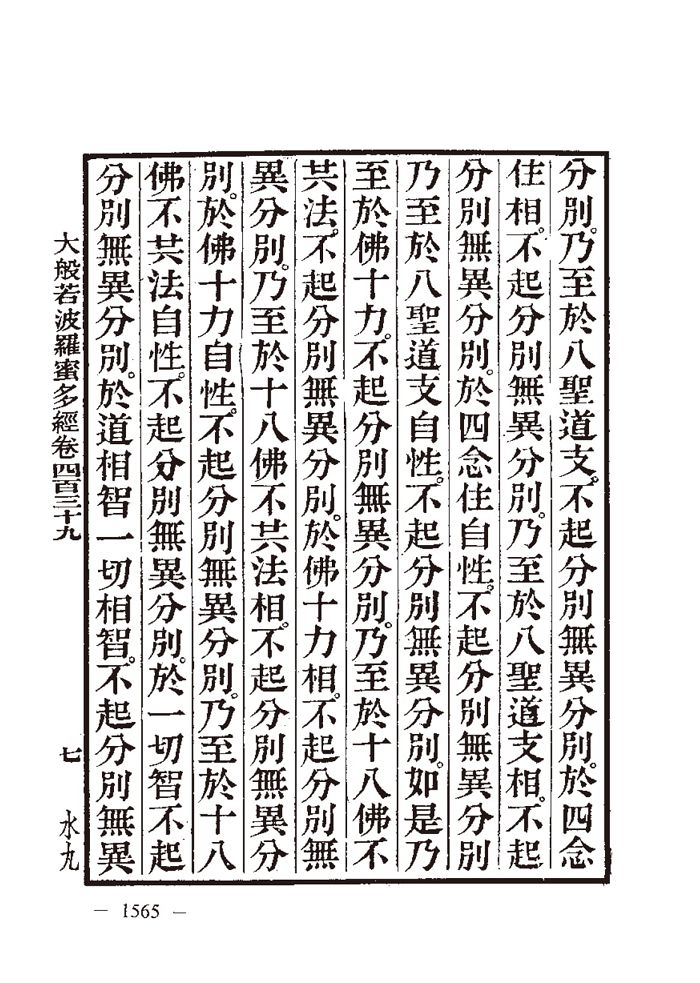 分別。乃至於八聖道支。不起分別無異分別。於四念
住相。不起分別無異分別。乃至於八聖道支相。不起
分別無異分別。於四念住自性。不起分別無異分別
乃至於八聖道支自性。不起分別無異分別。如是乃
至於佛十力。不起分別無異分別。乃至於十八佛不
共法。不起分別無異分別。於佛十力相。不起分別無
異分別。乃至於十八佛不共法相。不起分別無異分
別。於佛十力自性。不起分別無異分別。乃至於十八
佛不共法自性。不起分別無異分別。於一切智不起
分別無異分別。於道相智一切相智。不起分別無異
大般若波羅蜜多經卷四百三十九
七
水九
— 1565 —